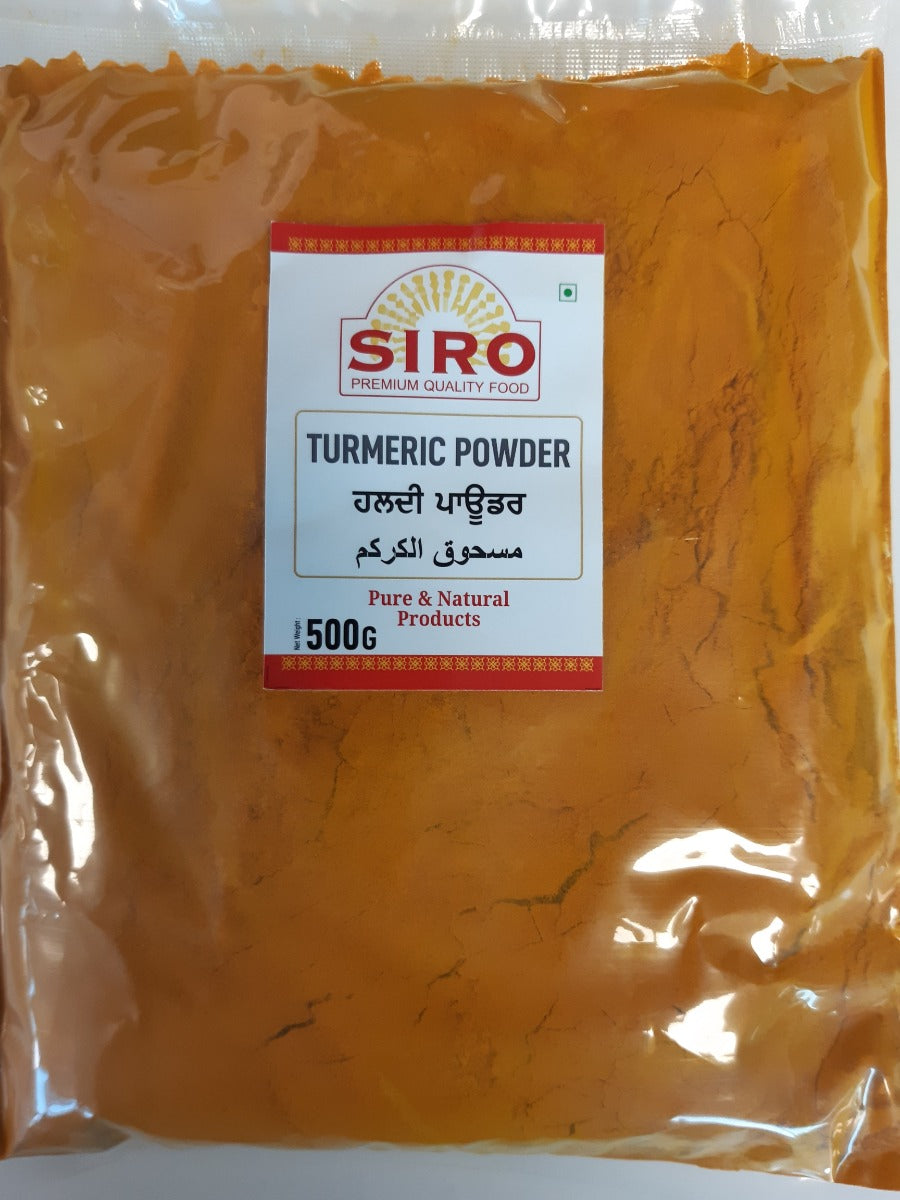 SIRO
PREMIUM QUALITY FOOD
TURMERIC POWDER
ਹਲਦੀ ਪਾਊਡਰ
مسحوق الكركم
Pure & Natural
Products
Net Weight:
500G